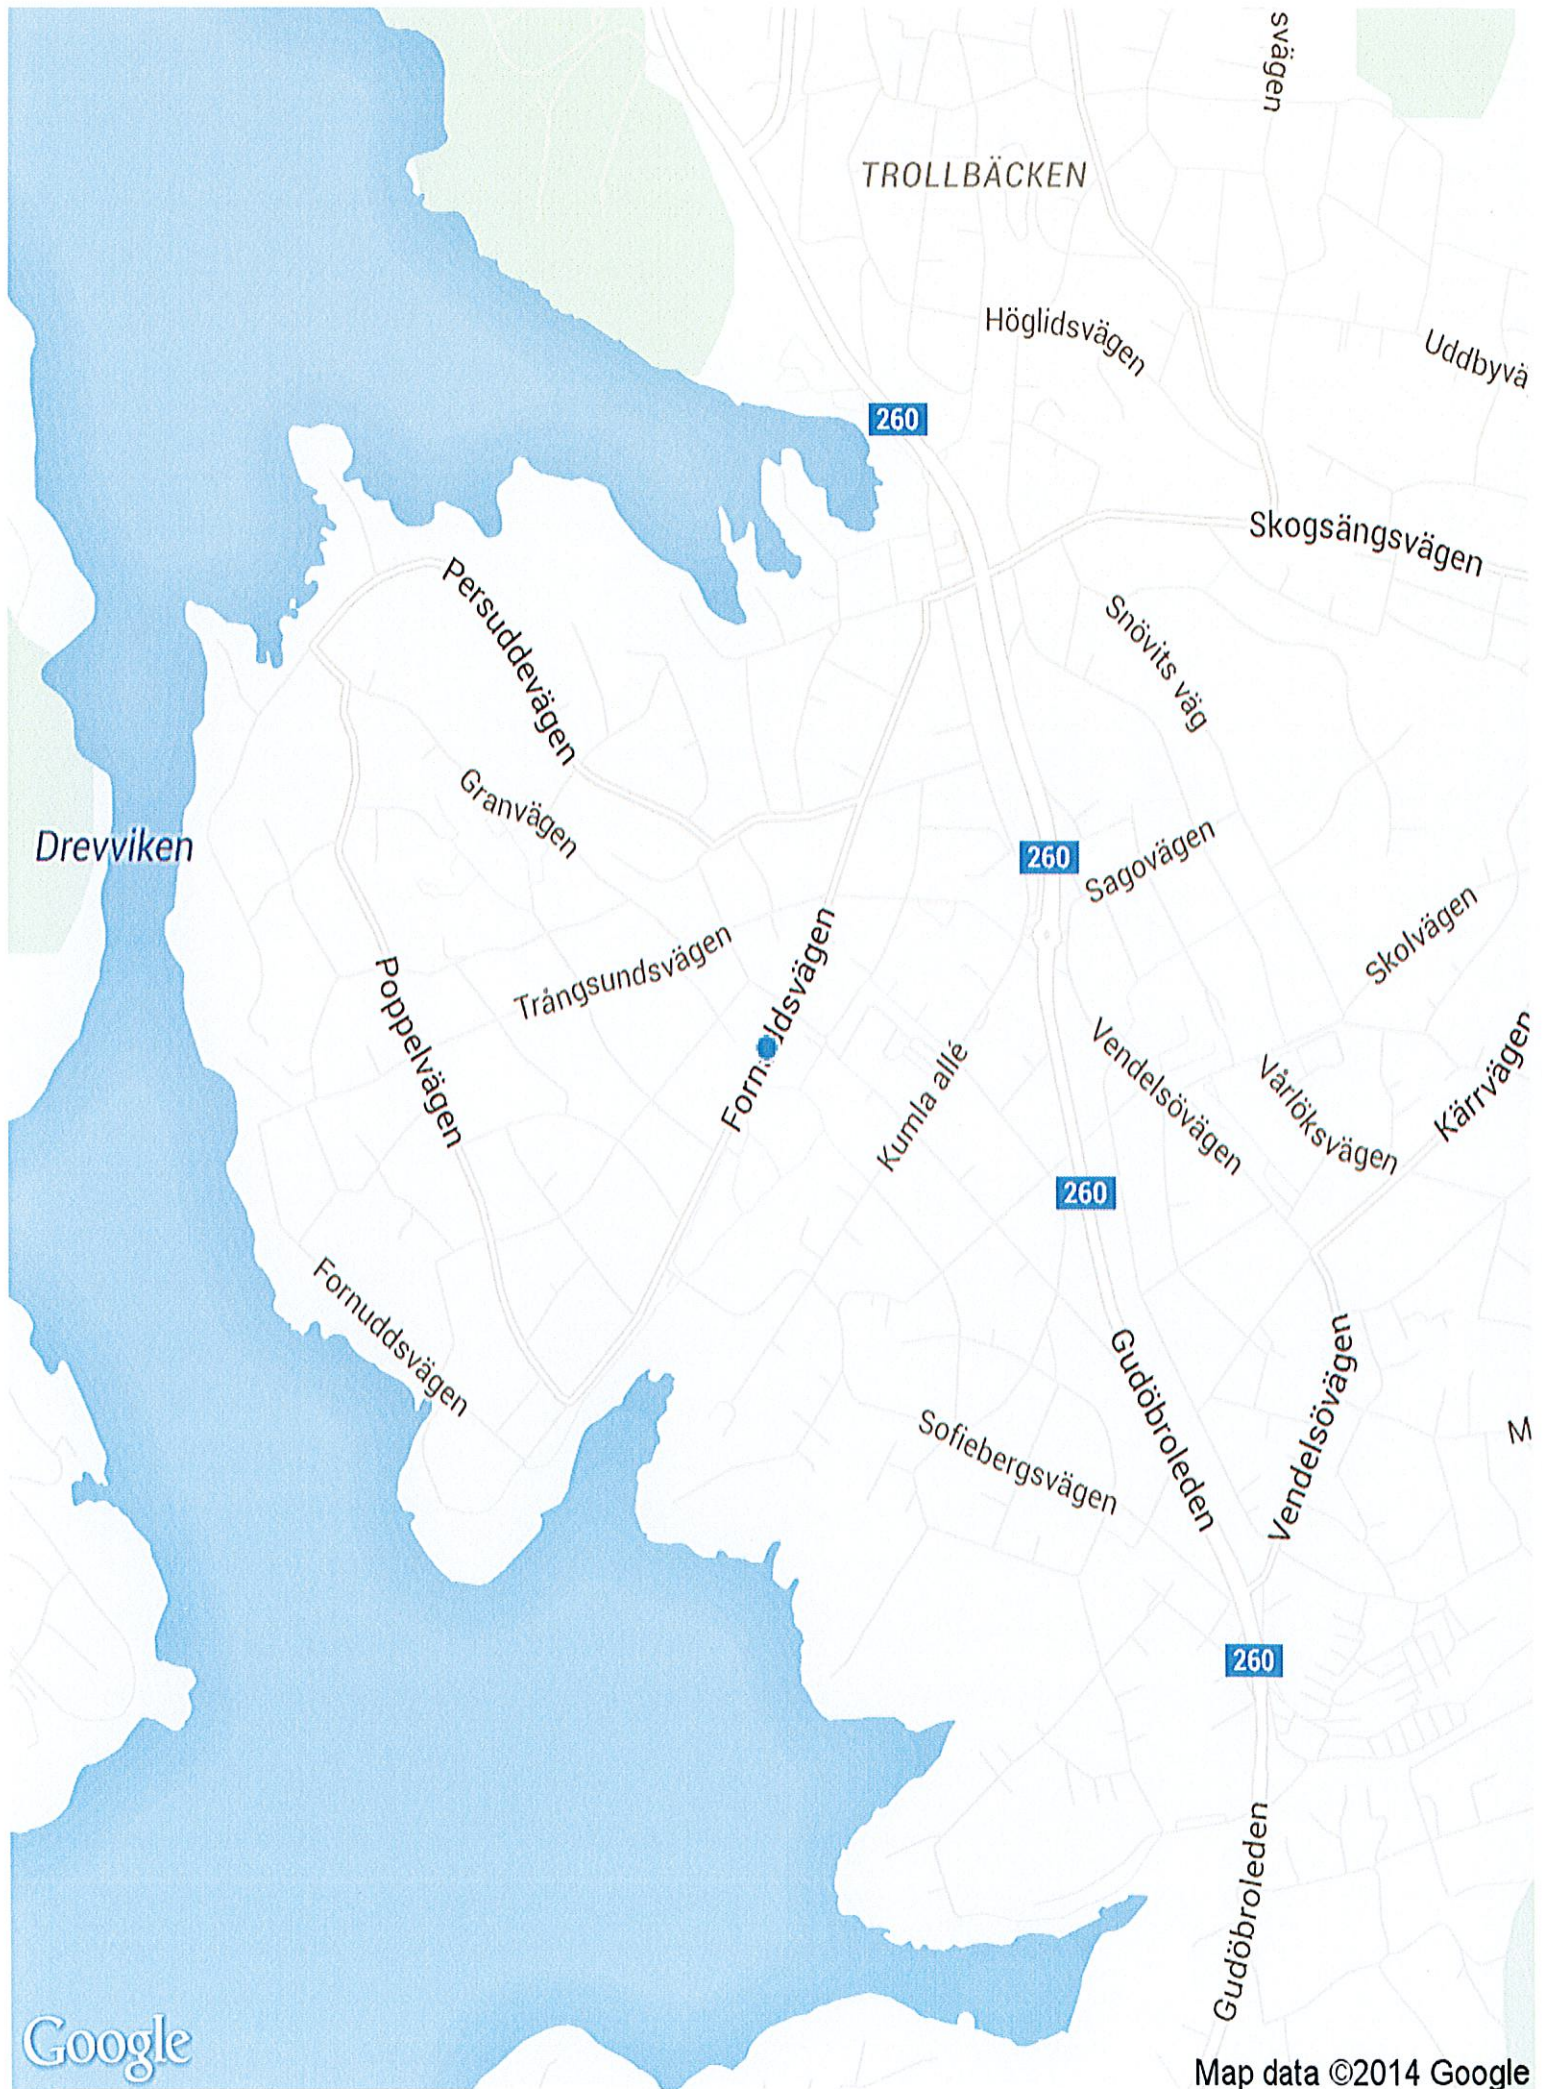 svägen
TROLLBÄCKEN
Höglidsvägen
Uddbyvä
260
Skogsängsvägen
Persuddevägen
Snövits väg
Granvägen
Drevviken
260
Sagovägen
Skolvägen
Trångsundsvägen
Fornuddsvägen
Poppelvägen
Kumla allé
Vendelsövägen
Vårlöksvägen
Kärrvägen
260
Fornuddsvägen
Gudöbroleden
Vendelsövägen
Sofiebergsvägen
M
260
Gudöbroleden
Google
Map data ©2014 Google